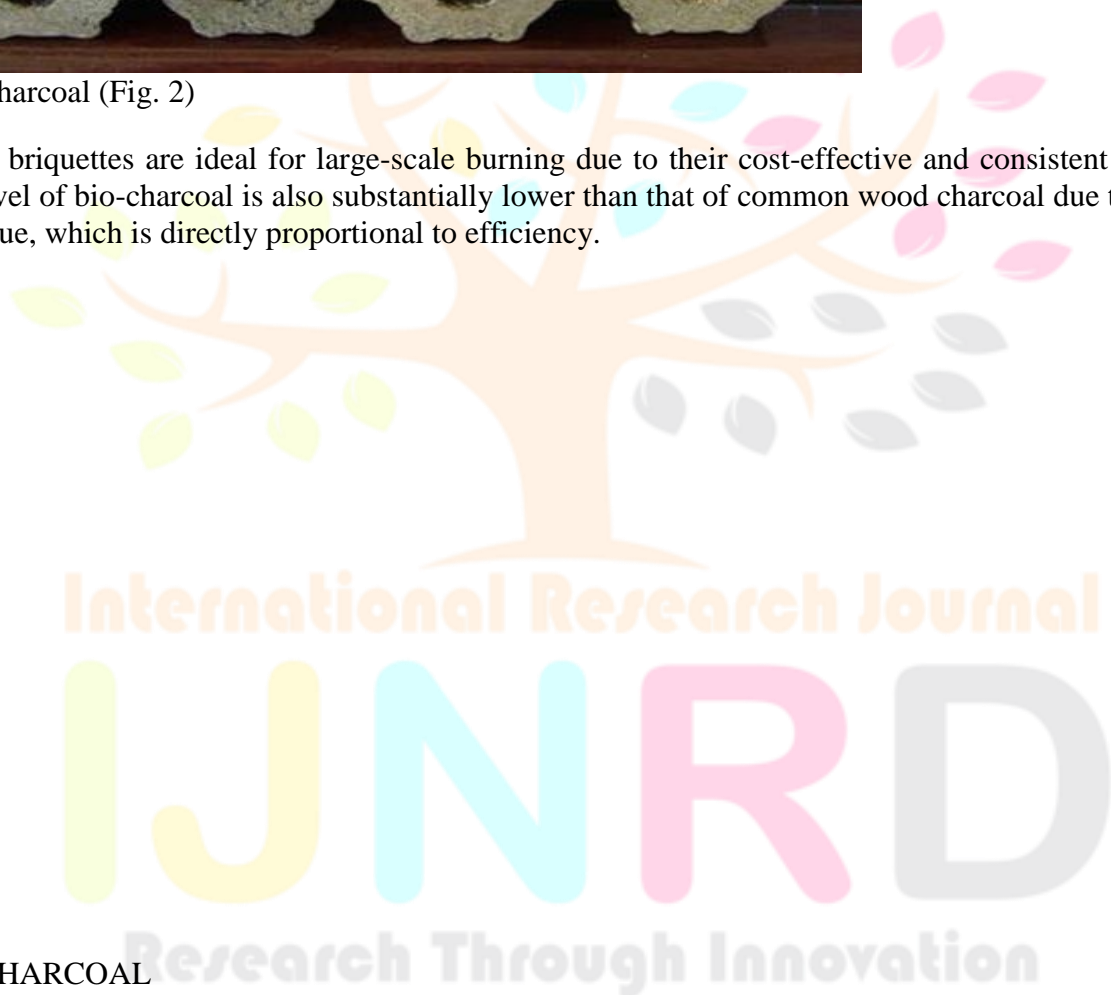 harcoal (Fig. 2)
briquettes are ideal for large-scale burning due to their cost-effective and consistent
vel of bio-charcoal is also substantially lower than that of common wood charcoal due t
ue, which is directly proportional to efficiency.
International Research Journal
IJNRD
HARCOAL
Research Through Innovation